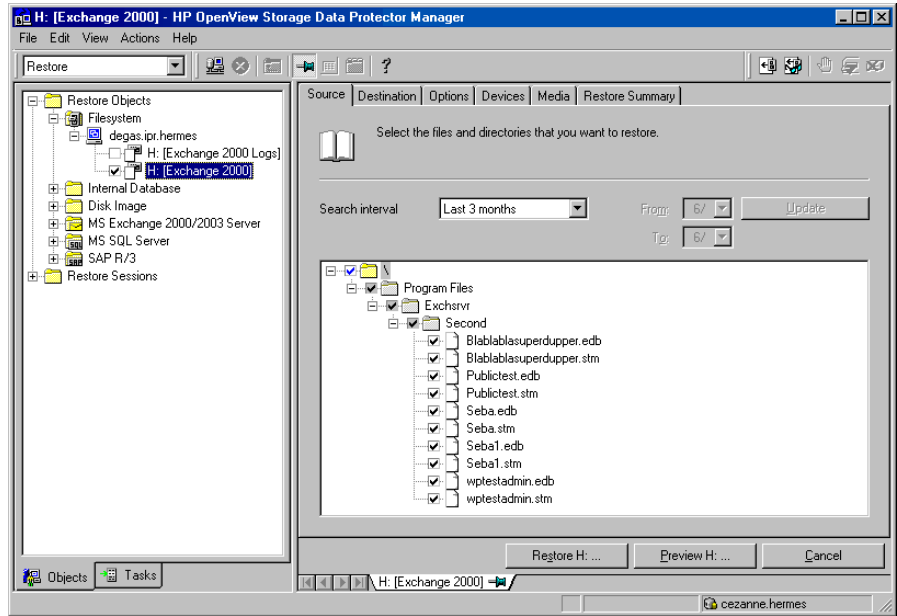 H: [Exchange 2000] - HP OpenView Storage Data Protector Manager
File Edit View Actions Help
Restore
Restore Objects
Filesystem
degas.ipr.hermes
H: [Exchange 2000 Logs]
H: [Exchange 2000]
Internal Database
Disk Image
MS Exchange 2000/2003 Server
MS SQL Server
SAP R/3
Restore Sessions
Objects Tasks
Source Destination Options Devices Media Restore Summary
Select the files and directories that you want to restore.
Search interval Last 3 months From: 6/ Update
To: 6/
\
Program Files
Exchsrvr
Second
Blablablasuperdupper.edb
Blablablasuperdupper.stm
Publictest.edb
Publictest.stm
Seba.edb
Seba.stm
Seba1.edb
Seba1.stm
wptestadmin.edb
wptestadmin.stm
Restore H: ... Preview H: ... Cancel
H: [Exchange 2000]
cezanne.hermes